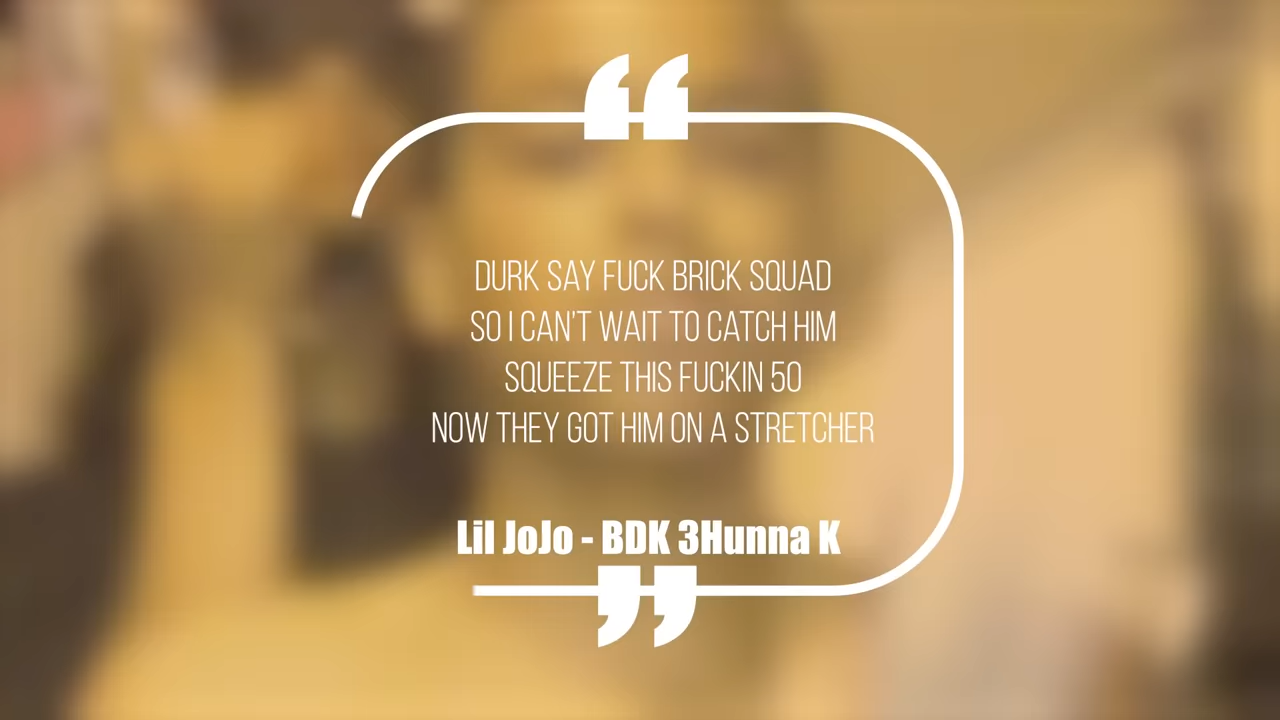 DURK SAY FUCK BRICK SQUAD
SO I CAN'T WAIT TO CATCH HIM
SQUEEZE THIS FUCKIN 50
NOW THEY GOT HIM ON A STRETCHER
Lil JoJo - BDK 3Hunna K